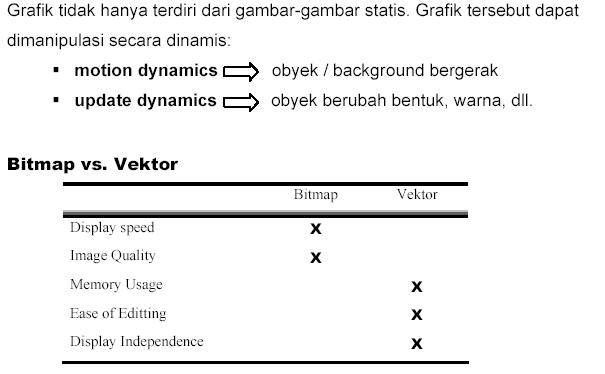 Grafik tidak hanya terdiri dari gambar-gambar statis. Grafik tersebut dapat
dimanipulasi secara dinamis:
▪ motion dynamics ⇨ obyek / background bergerak
▪ update dynamics ⇨ obyek berubah bentuk, warna, dll.
Bitmap vs. Vektor
Bitmap Vektor
Display speed X
Image Quality X
Memory Usage X
Ease of Editting X
Display Independence X